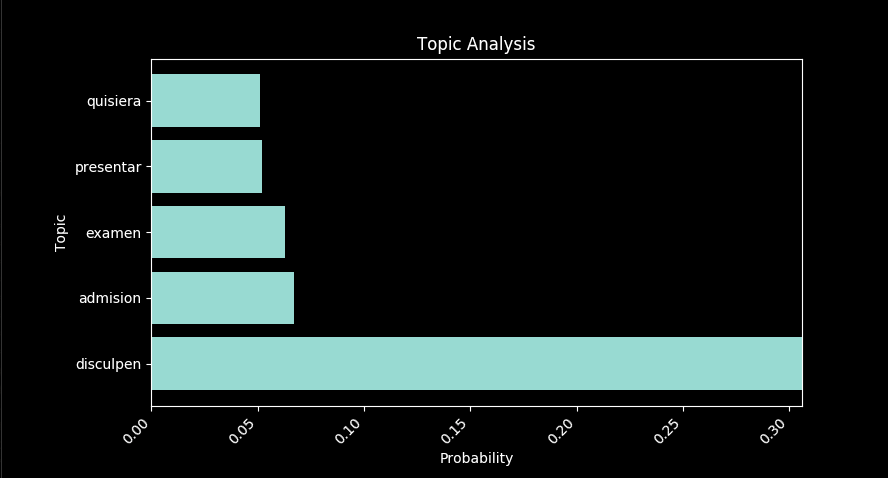 Topic Analysis
quisiera
presentar
examen
admision
disculpen
Topic
0.00 0.05 0.10 0.15 0.20 0.25 0.30
Probability